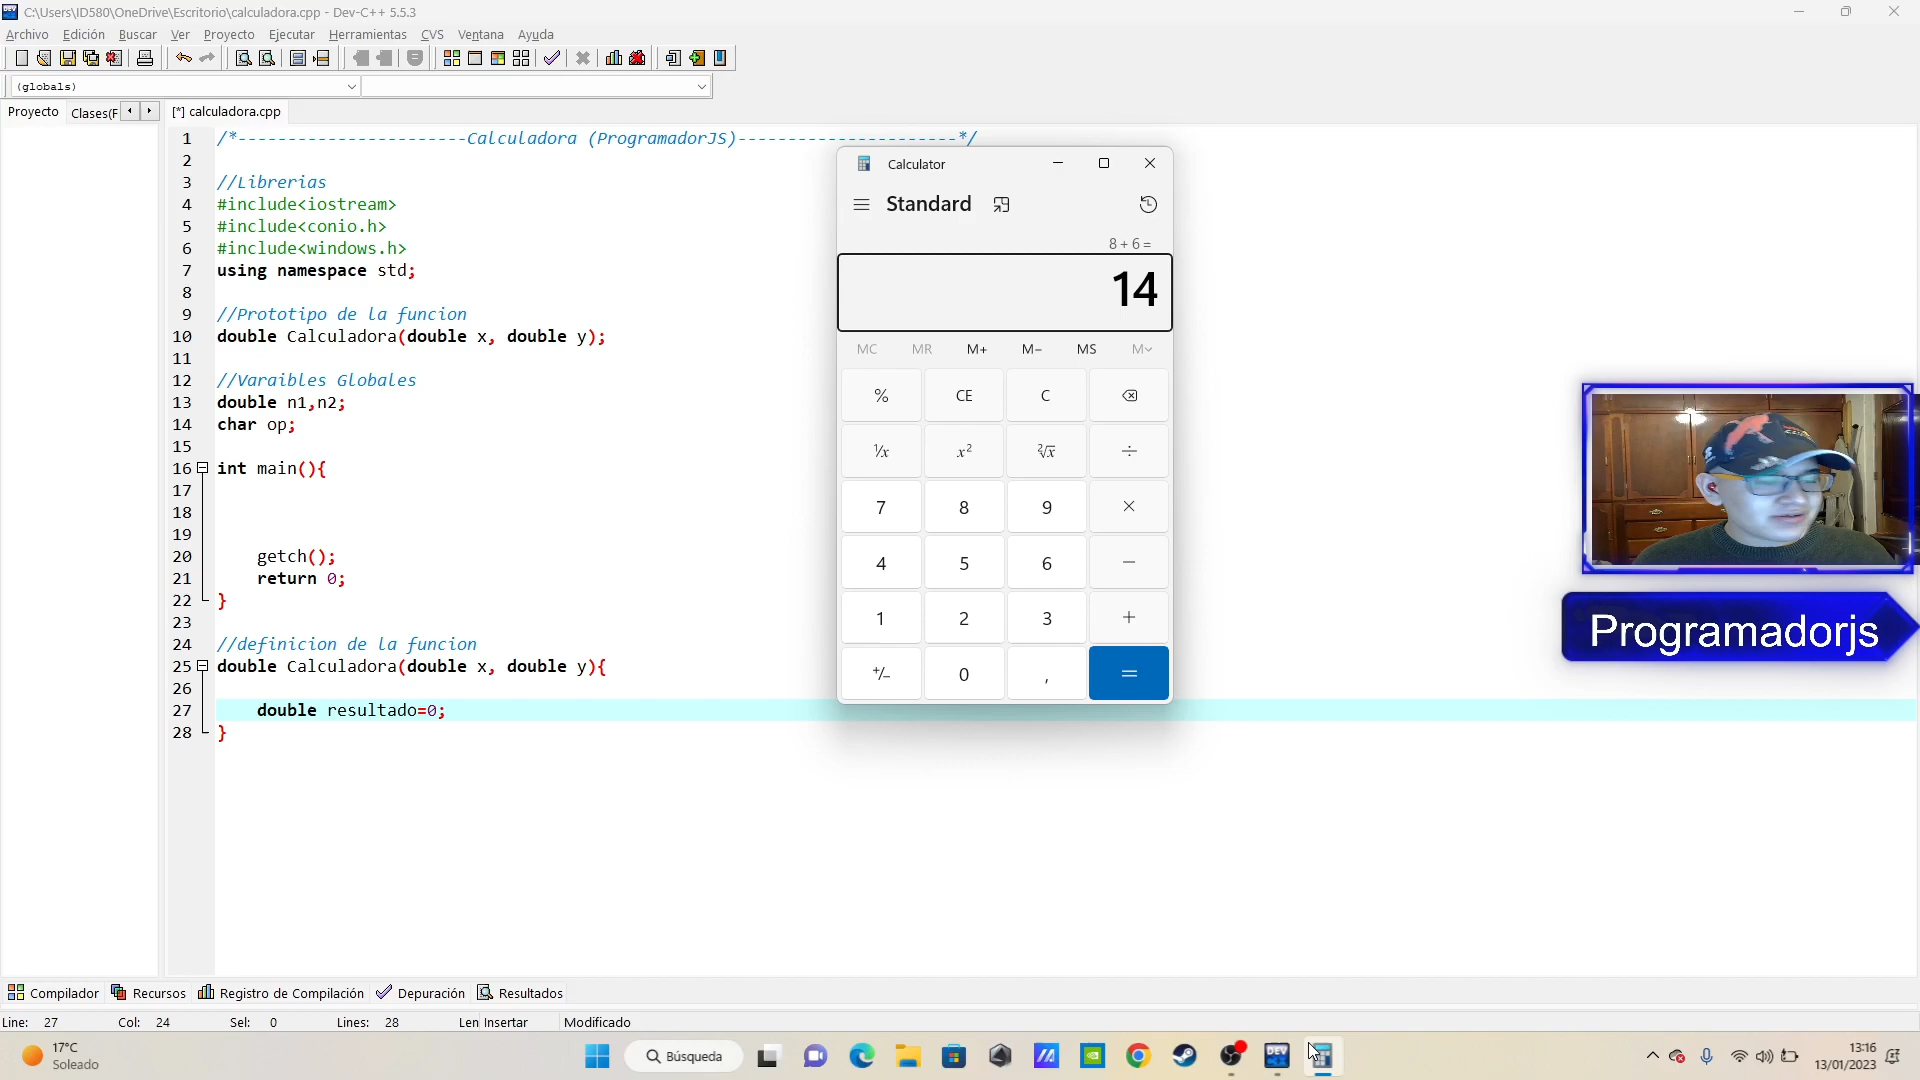 C:\Users\ID580\OneDrive\Escritorio\calculadora.cpp - Dev-C++ 5.5.3
Archivo Edición Buscar Ver Proyecto Ejecutar Herramientas CVS Ventana Ayuda
(globals)
Proyecto Clases(F [*] calculadora.cpp
1 /*----------------------Calculadora (ProgramadorJS)---------------------*/
2
3 //Librerias
4 #include<iostream>
5 #include<conio.h>
6 #include<windows.h>
7 using namespace std;
8
9 //Prototipo de la funcion
10 double Calculadora(double x, double y);
11
12 //Varaibles Globales
13 double n1,n2;
14 char op;
15
16 int main(){
17
18
19
20 getch();
21 return 0;
22 }
23
24 //definicion de la funcion
25 double Calculadora(double x, double y){
26
27 double resultado=0;
28 }
Calculator
Standard
8 + 6 =
14
MC MR M+ M− MS M
% CE C
⅟x x² ²√x ÷
7 8 9 ×
4 5 6 −
1 2 3 +
+/− 0 , =
Programadorjs
Compilador Recursos Registro de Compilación Depuración Resultados
Line: 27 Col: 24 Sel: 0 Lines: 28 Len Insertar Modificado
17°C
Soleado
Búsqueda
DEV
13:16
13/01/2023